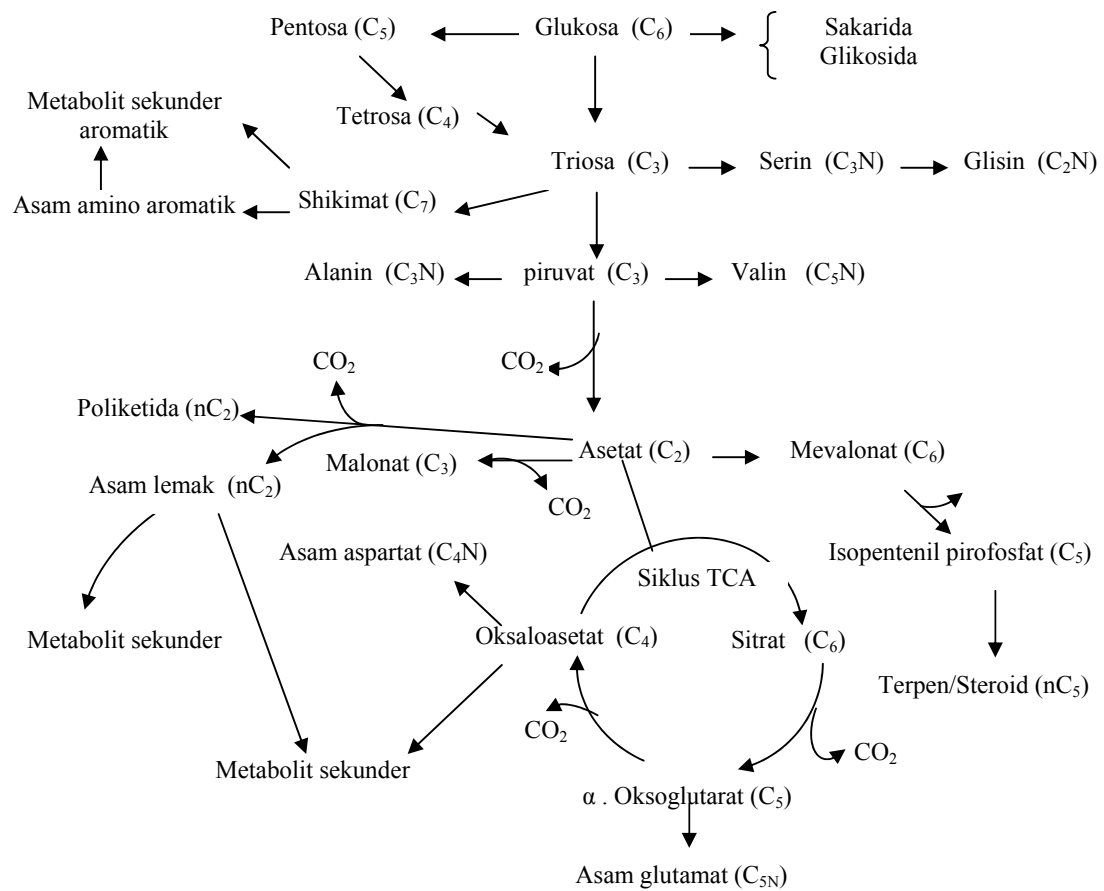 Pentosa (C5) Glukosa (C6) Sakarida
Glikosida
Metabolit sekunder
aromatik
Tetrosa (C4)
Triosa (C3) Serin (C3N) Glisin (C2N)
Asam amino aromatik Shikimat (C7)
Alanin (C3N) piruvat (C3) Valin (C5N)
CO2 CO2
Poliketida (nC2)
Malonat (C3) Asetat (C2) Mevalonat (C6)
Asam lemak (nC2)
CO2
Asam aspartat (C4N) Isopentenil pirofosfat (C5)
Siklus TCA
Metabolit sekunder Oksaloasetat (C4) Sitrat (C6)
Terpen/Steroid (nC5)
CO2 CO2
Metabolit sekunder
α . Oksoglutarat (C5)
Asam glutamat (C5N)